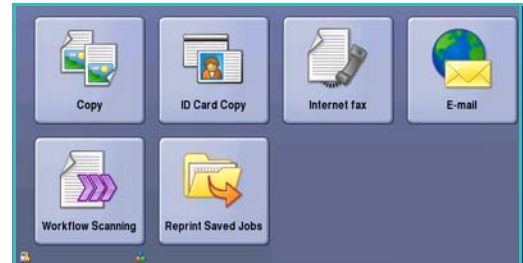 Copy
ID Card Copy
Internet fax
E-mail
Workflow Scanning
Reprint Saved Jobs